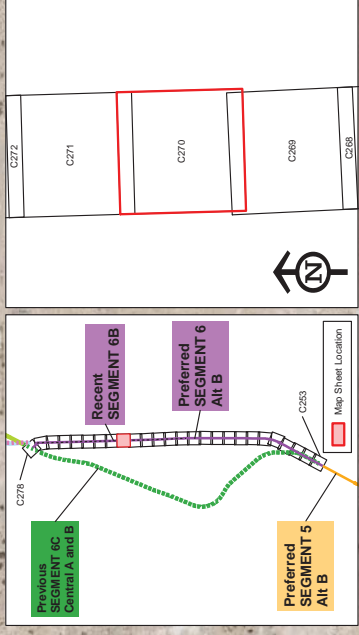 C278
Previous
SEGMENT 6C
Central A and B
Recent
SEGMENT 6B
Preferred
SEGMENT 6
Alt B
C253
Preferred
SEGMENT 5
Alt B
Map Sheet Location
C272
C271
C270
C269
C268
N